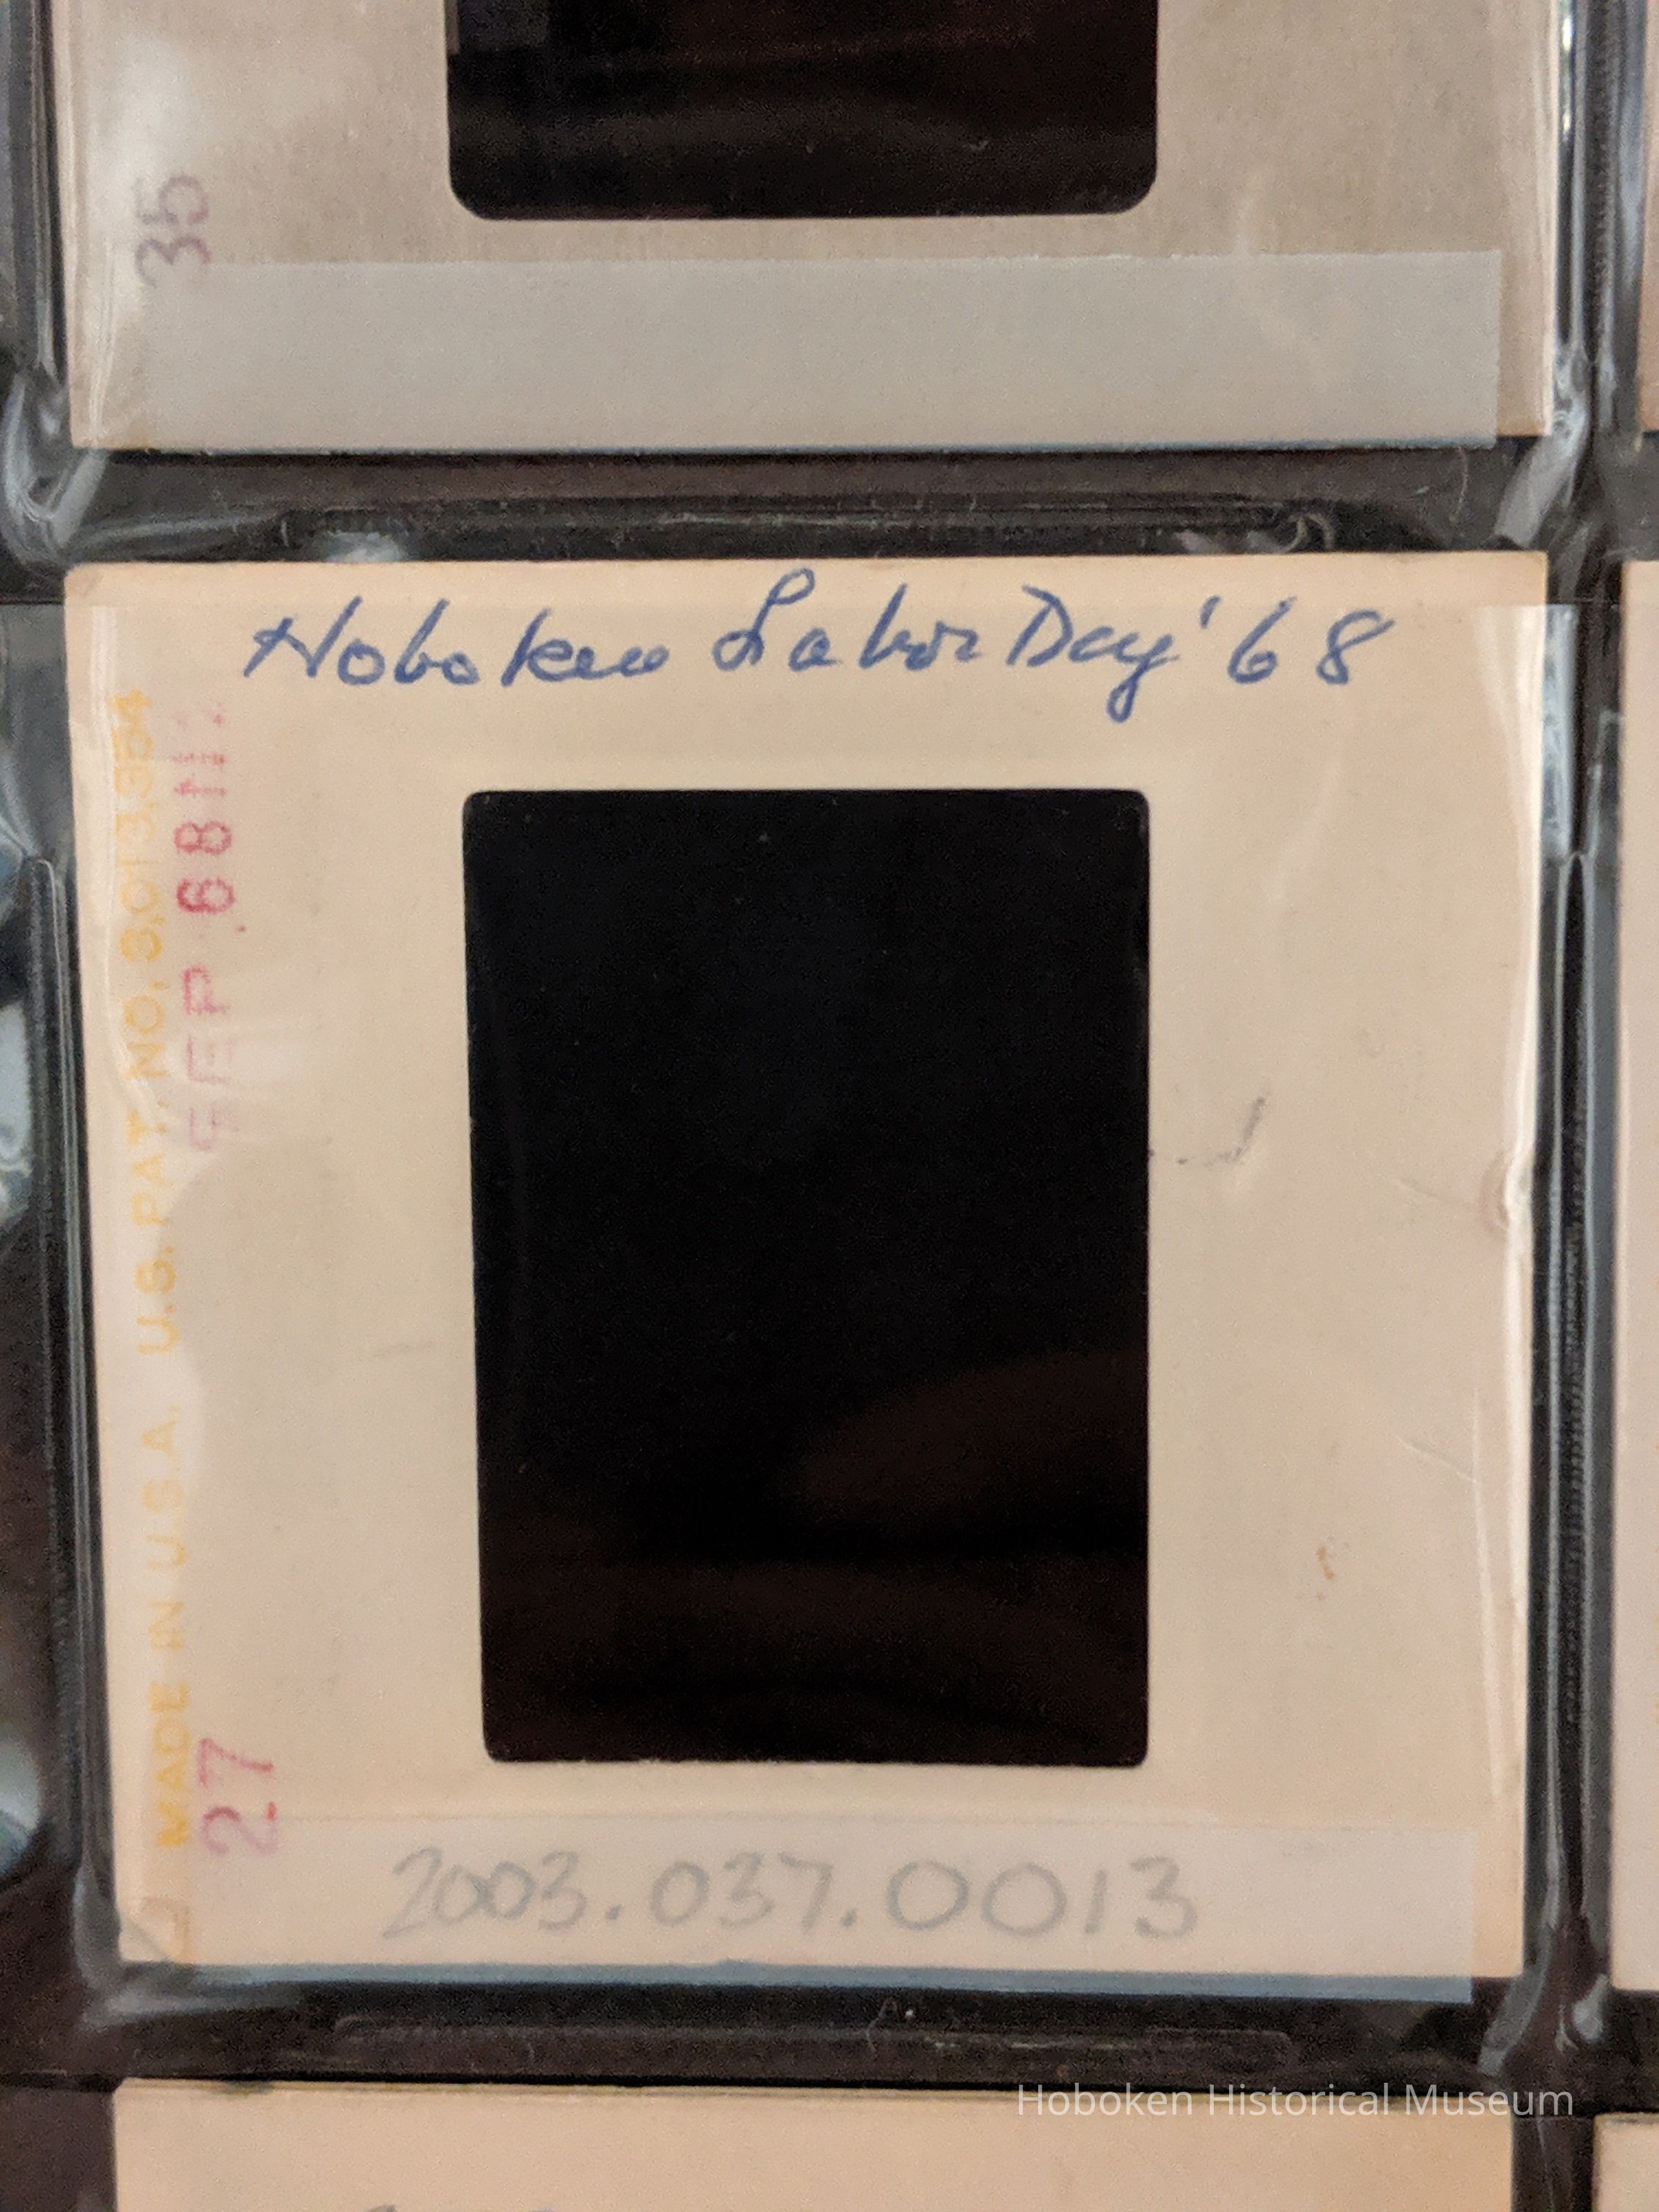 35
Hoboken Labor Day '68
MADE IN U.S.A. U.S. PAT. NO. 3,013,354
SEP 68
27
2003.037.0013
Hoboken Historical Museum